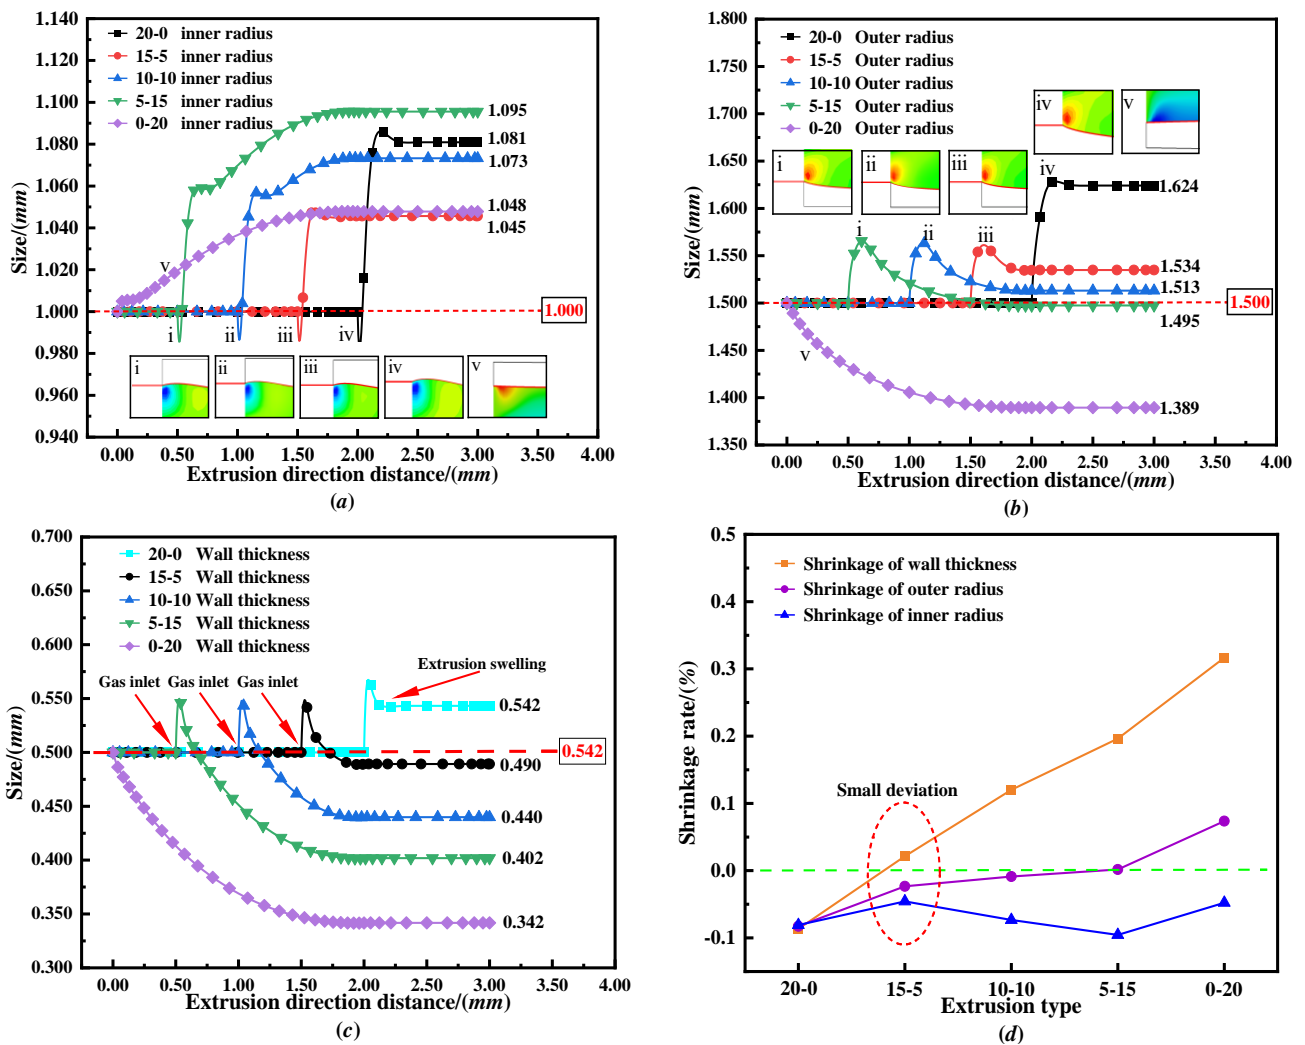 1.140
1.120
1.100
1.080
1.060
1.040
1.020
1.000
0.980
0.960
0.940
Size/(mm)
20-0 inner radius
15-5 inner radius
10-10 inner radius
5-15 inner radius
0-20 inner radius
1.095
1.081
1.073
1.048
1.045
1.000
v
i
ii
iii
iv
i
ii
iii
iv
v
0.00 0.50 1.00 1.50 2.00 2.50 3.00 3.50 4.00
Extrusion direction distance/(mm)
(a)
1.800
1.750
1.700
1.650
1.600
1.550
1.500
1.450
1.400
1.350
Size/(mm)
20-0 Outer radius
15-5 Outer radius
10-10 Outer radius
5-15 Outer radius
0-20 Outer radius
iv
v
i
ii
iii
iv
i
ii
iii
v
1.624
1.534
1.513
1.500
1.495
1.389
0.00 0.50 1.00 1.50 2.00 2.50 3.00 3.50 4.00
Extrusion direction distance/(mm)
(b)
0.700
0.650
0.600
0.550
0.500
0.450
0.400
0.350
0.300
Size/(mm)
20-0 Wall thickness
15-5 Wall thickness
10-10 Wall thickness
5-15 Wall thickness
0-20 Wall thickness
Gas inlet
Gas inlet
Gas inlet
Extrusion swelling
0.542
0.542
0.490
0.440
0.402
0.342
0.00 0.50 1.00 1.50 2.00 2.50 3.00 3.50 4.00
Extrusion direction distance/(mm)
(c)
0.5
0.4
0.3
0.2
0.1
0.0
-0.1
Shrinkage rate/(%)
Shrinkage of wall thickness
Shrinkage of outer radius
Shrinkage of inner radius
Small deviation
20-0 15-5 10-10 5-15 0-20
Extrusion type
(d)